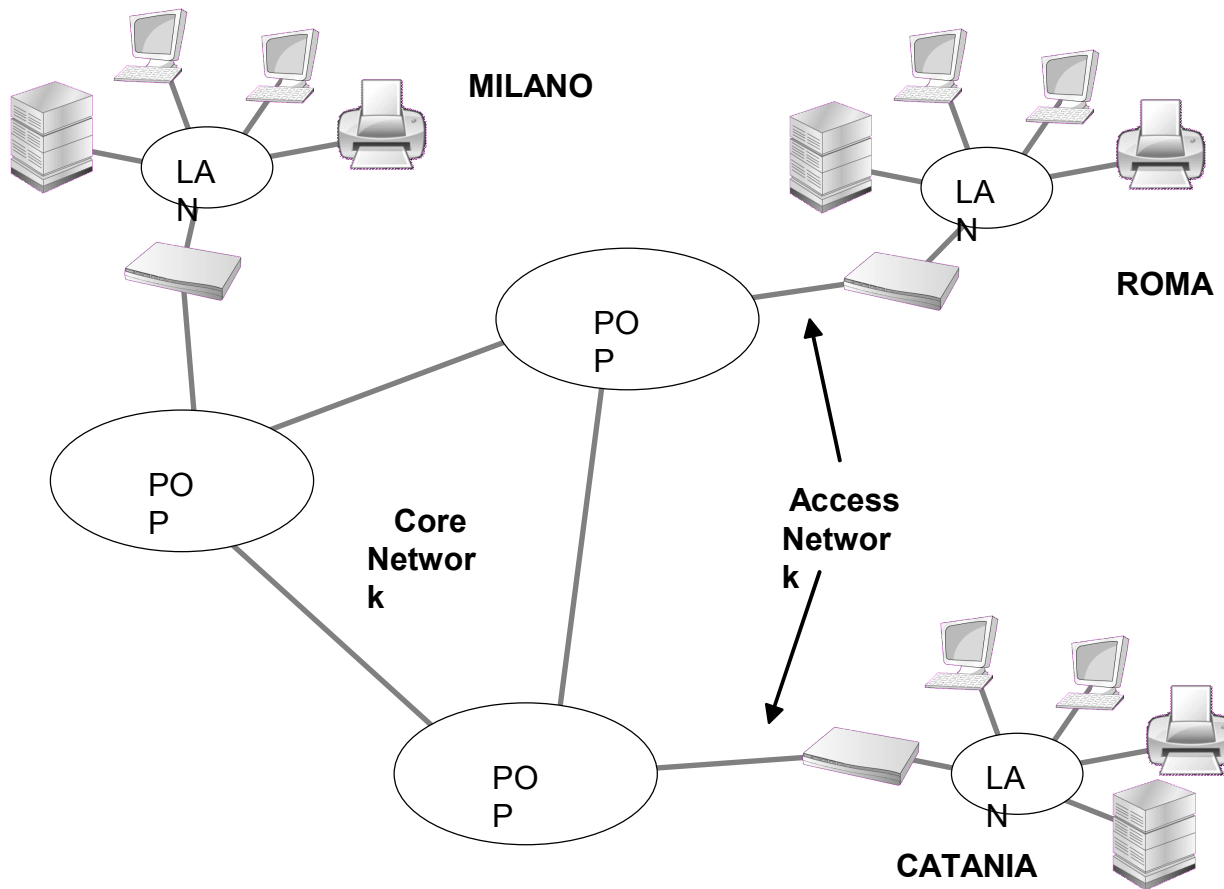 MILANO
LA
N
LA
N
ROMA
PO
P
PO
P
Core
Networ
k
Access
Networ
k
PO
P
LA
N
CATANIA